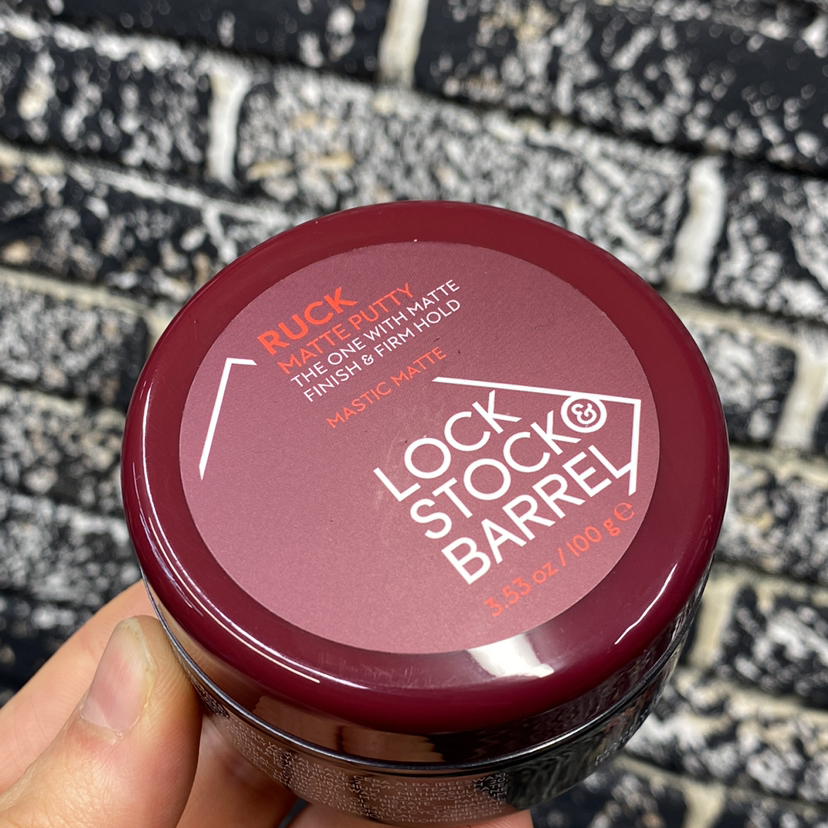 RUCK
MATTE PUTTY
THE ONE WITH MATTE
FINISH & FIRM HOLD
MASTIC MATTE
LOCK
STOCK &
BARREL
3.53 oz / 100 g ℮